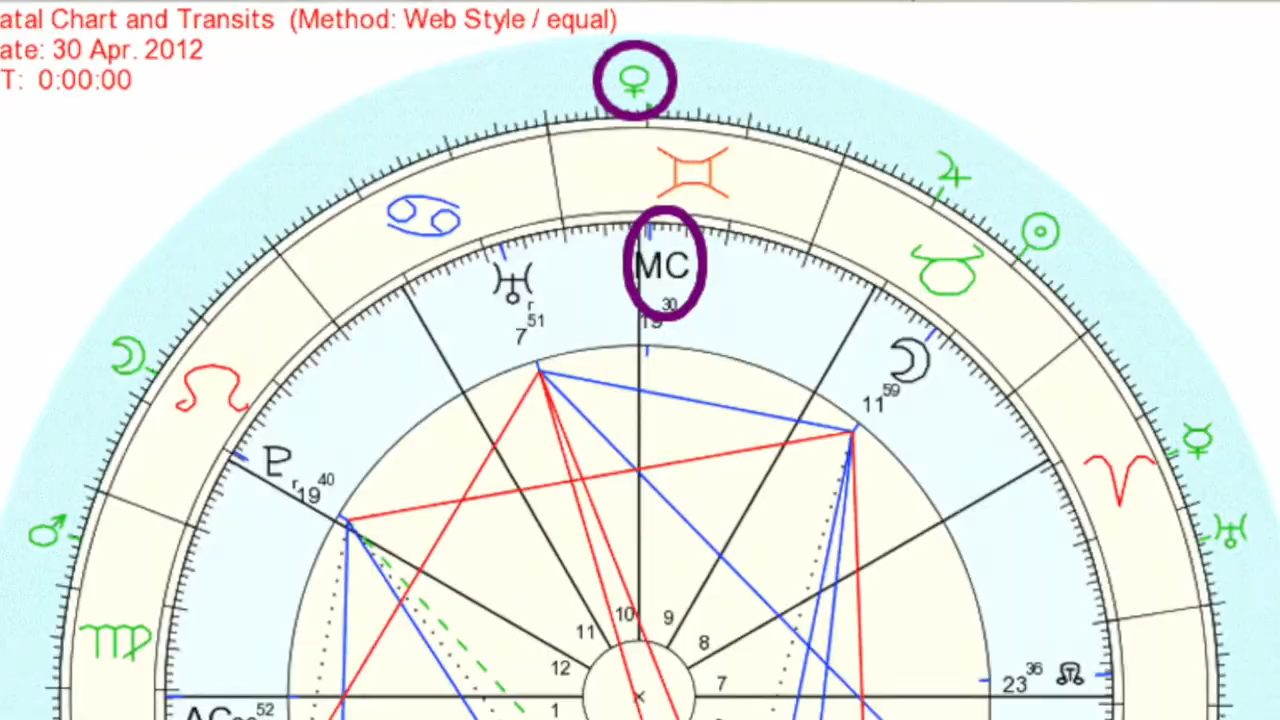 atal Chart and Transits (Method: Web Style / equal)
ate: 30 Apr. 2012
T: 0:00:00
MC
30
r
51
7
11 59
r 19 40
10
9
11
8
12
7
1
23 36
52